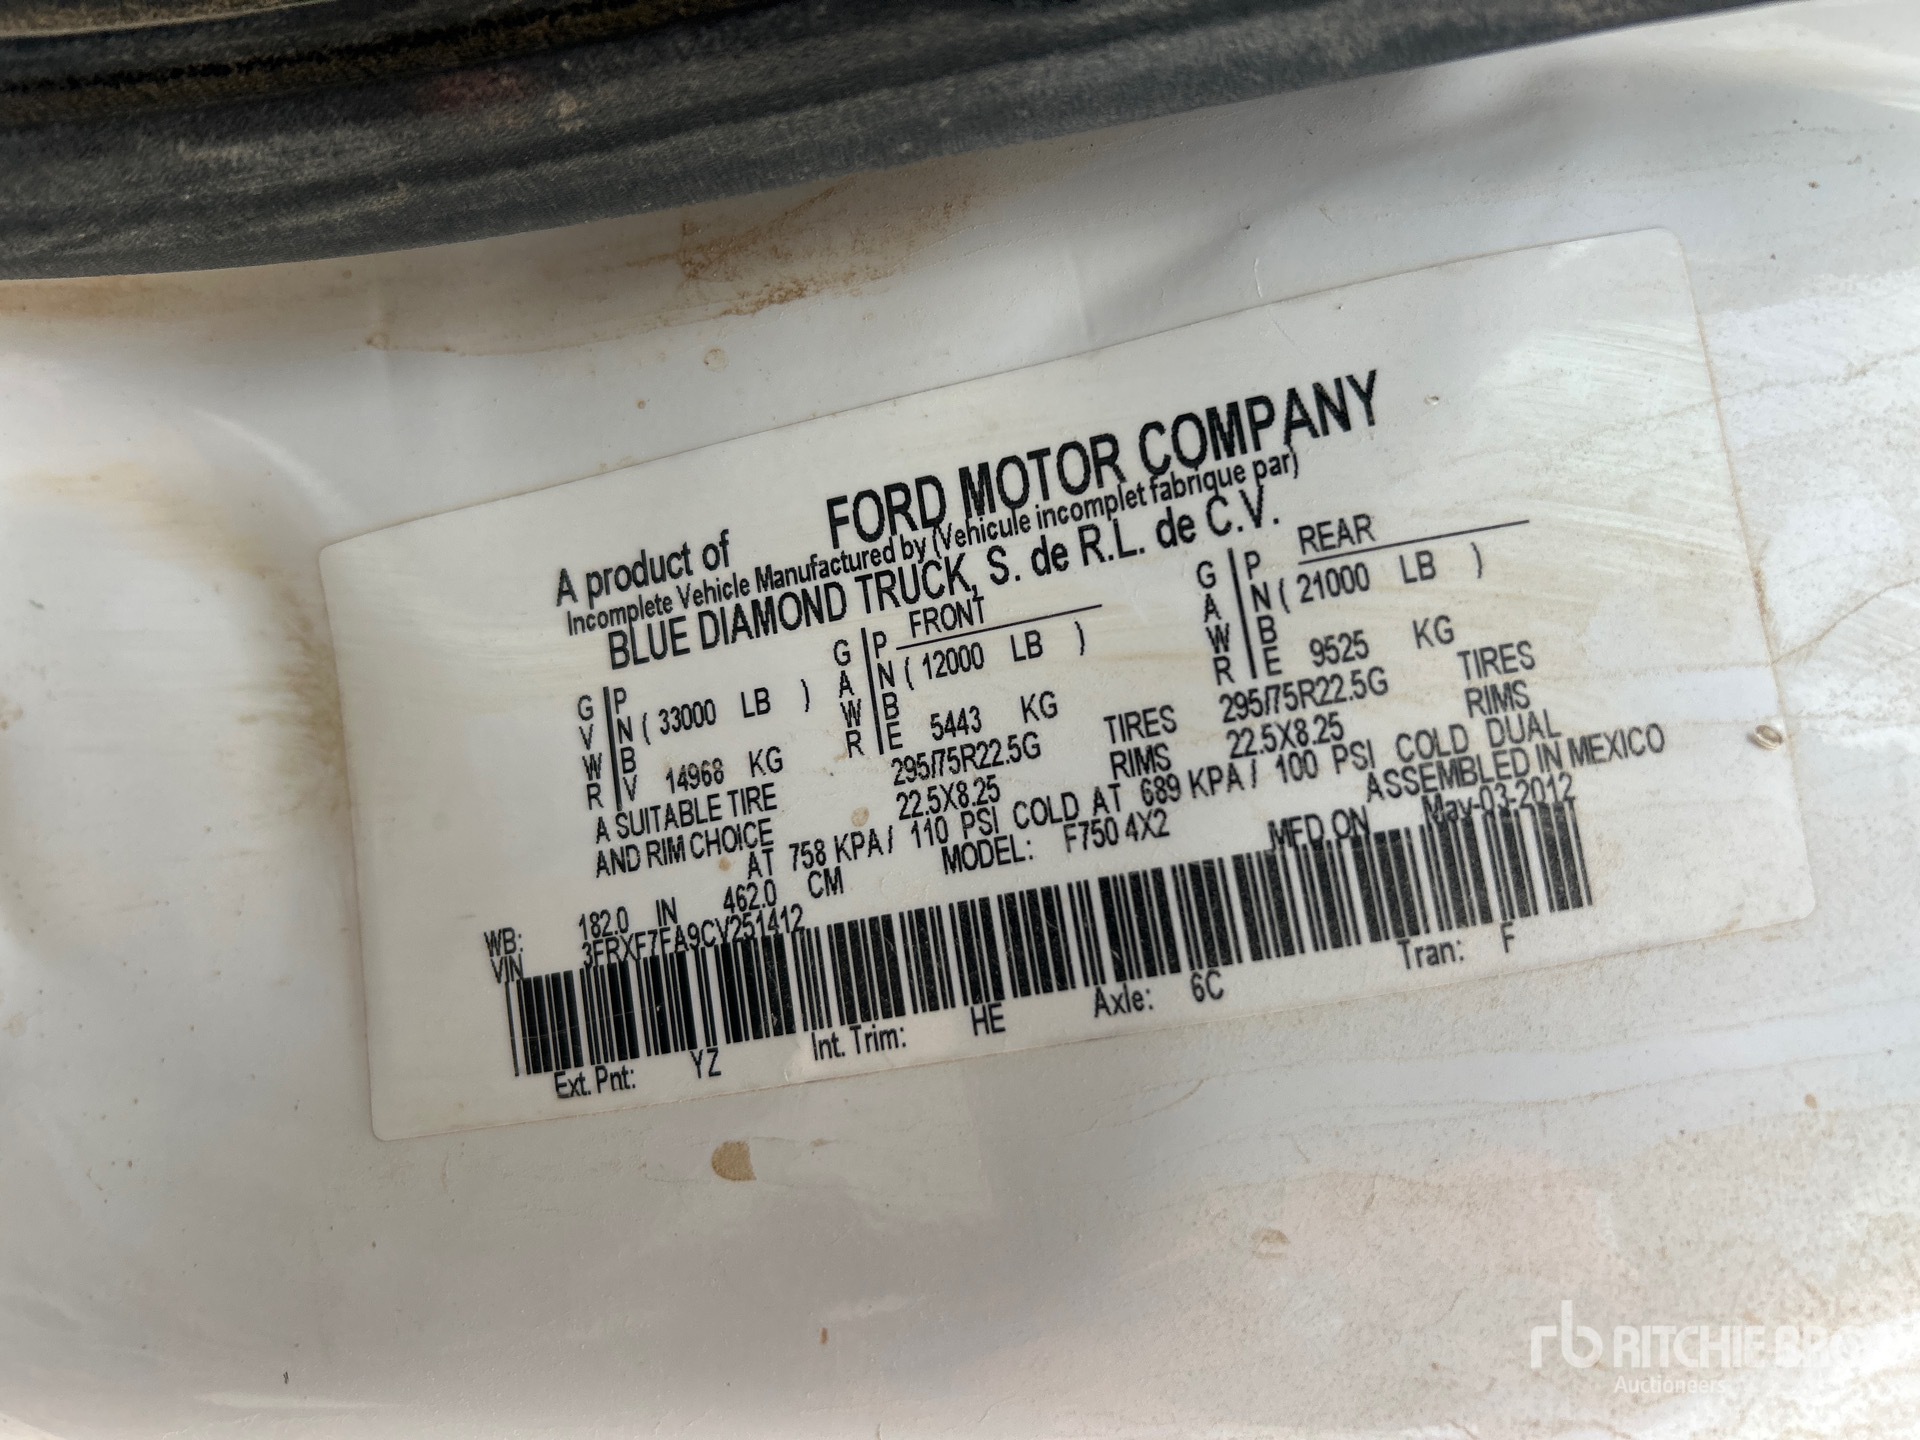 A product of FORD MOTOR COMPANY
Incomplete Vehicle Manufactured by (Vehicule incomplet fabrique par)
BLUE DIAMOND TRUCK, S. de R.L. de C.V.
GVWR | PNBV ( 33000 LB ) 14968 KG
GAWR | PNBE FRONT ( 12000 LB ) 5443 KG
GAWR | PNBE REAR ( 21000 LB ) 9525 KG
A SUITABLE TIRE 295/75R22.5G TIRES 295/75R22.5G TIRES
AND RIM CHOICE 22.5X8.25 RIMS 22.5X8.25 RIMS
AT 758 KPA / 110 PSI COLD AT 689 KPA / 100 PSI COLD DUAL
MODEL: F750 4X2 ASSEMBLED IN MEXICO
WB: 182.0 IN 462.0 CM MFD ON May-03-2012
VIN 3FRXF7FA9CV251412
Ext. Pnt: YZ Int. Trim: HE Axle: 6C Tran: F
rb RITCHIE BRO
Auctioneers